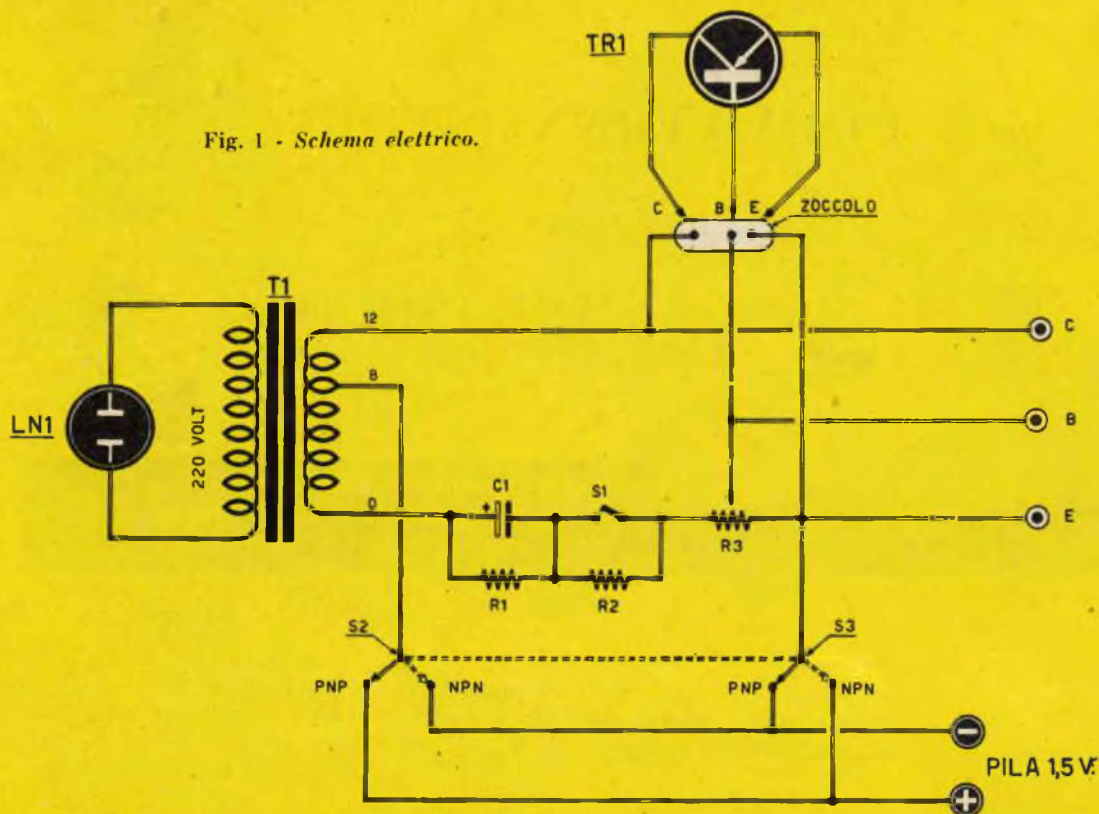 TR1
Fig. 1 - Schema elettrico.
C B E ZOCCOLO
T1
12
C
LN1
220 VOLT
8
B
0
+
C1
S1
E
R3
R1
R2
S2
S3
PNP
NPN
PNP
NPN
-
PILA 1,5 V.
+